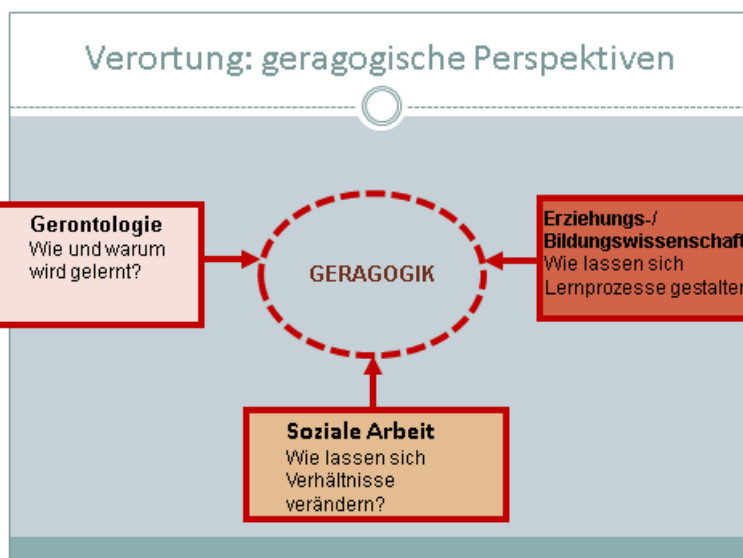 Verortung: geragogische Perspektiven
Gerontologie
Wie und warum
wird gelernt?
GERAGOGIK
Erziehungs-/
Bildungswissenschaft
Wie lassen sich
Lernprozesse gestalten
Soziale Arbeit
Wie lassen sich
Verhältnisse
verändern?